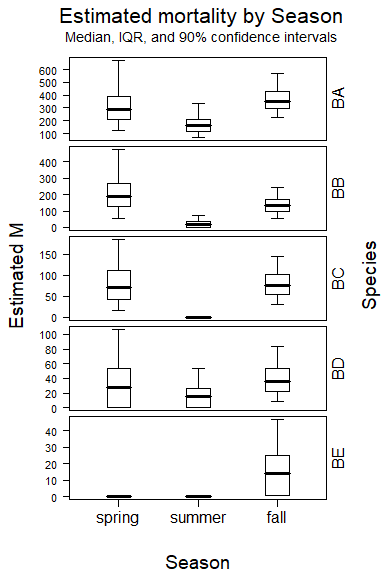 Estimated mortality by Season
Median, IQR, and 90% confidence intervals
600
500
400
300
200
100
BA
400
300
200
100
0
BB
150
100
50
0
BC
100
80
60
40
20
0
BD
40
30
20
10
0
BE
Estimated M
Species
spring summer fall
Season